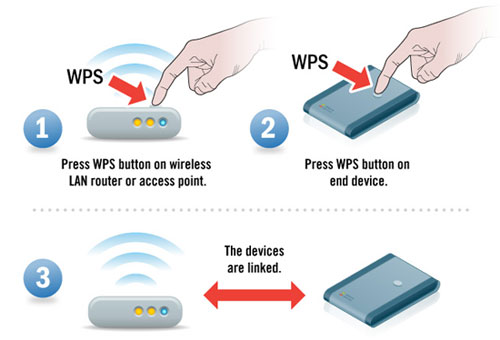 WPS
1
Press WPS button on wireless
LAN router or access point.
WPS
2
Press WPS button on
end device.
3
The devices
are linked.